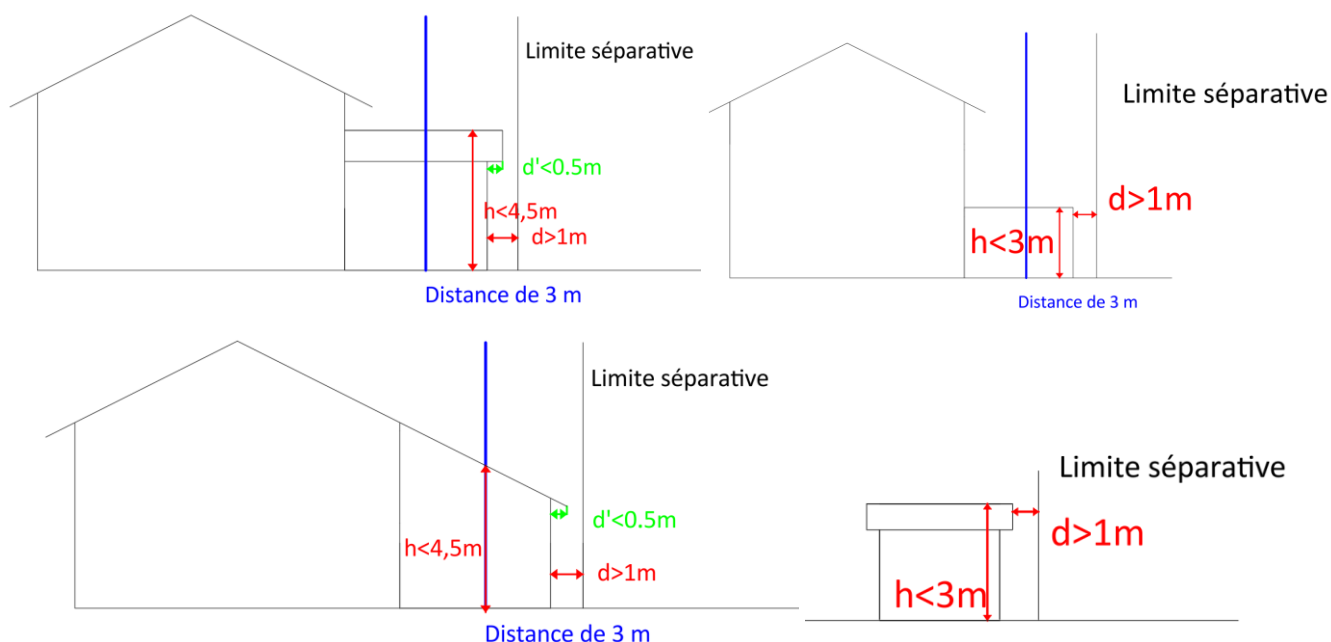 Limite séparative
d'<0.5m
h<4,5m
d>1m
Distance de 3 m
Limite séparative
d>1m
h<3m
Distance de 3 m
Limite séparative
d'<0.5m
h<4,5m
d>1m
Distance de 3 m
Limite séparative
d>1m
h<3m